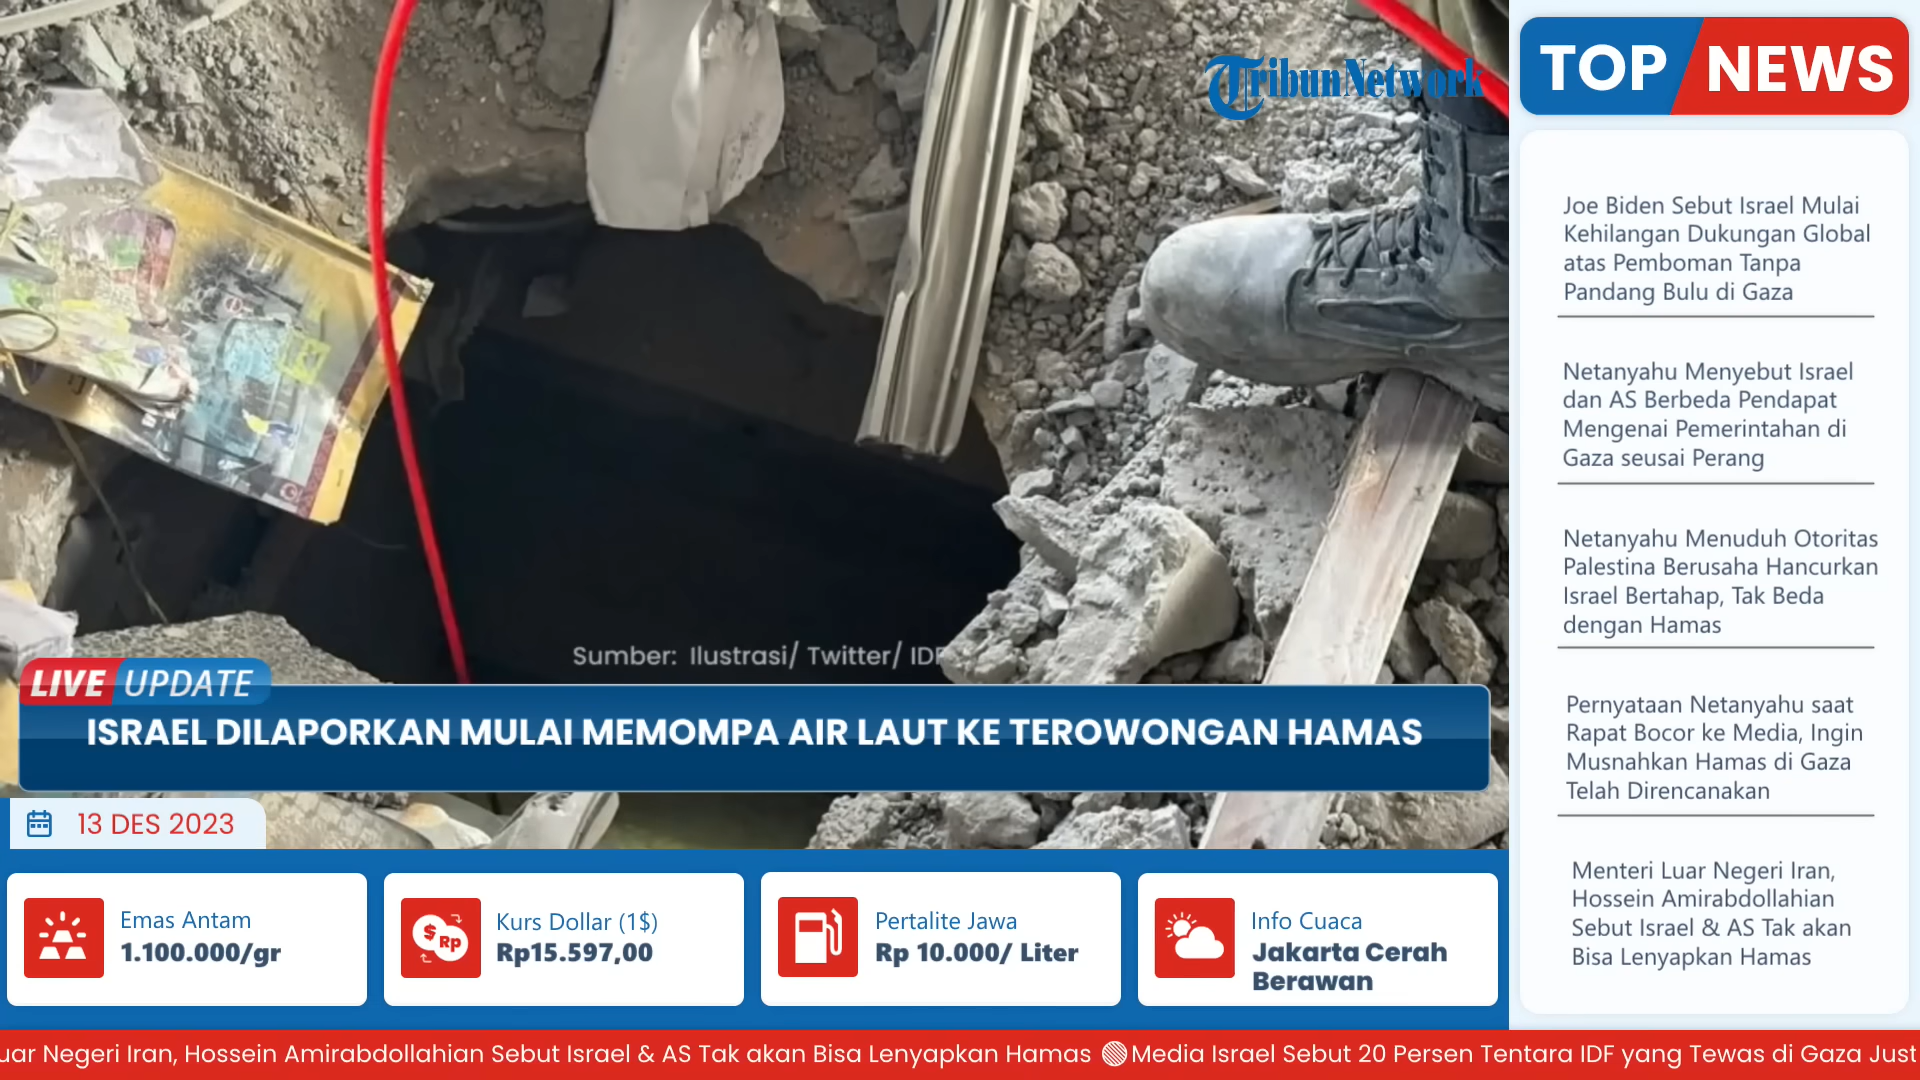 TribunNetwork
Sumber: Ilustrasi/ Twitter/ IDF
LIVE UPDATE
ISRAEL DILAPORKAN MULAI MEMOMPA AIR LAUT KE TEROWONGAN HAMAS
13 DES 2023
Emas Antam
1.100.000/gr
Kurs Dollar (1$)
Rp15.597,00
Pertalite Jawa
Rp 10.000/ Liter
Info Cuaca
Jakarta Cerah
Berawan
TOP NEWS
Joe Biden Sebut Israel Mulai
Kehilangan Dukungan Global
atas Pemboman Tanpa
Pandang Bulu di Gaza
Netanyahu Menyebut Israel
dan AS Berbeda Pendapat
Mengenai Pemerintahan di
Gaza seusai Perang
Netanyahu Menuduh Otoritas
Palestina Berusaha Hancurkan
Israel Bertahap, Tak Beda
dengan Hamas
Pernyataan Netanyahu saat
Rapat Bocor ke Media, Ingin
Musnahkan Hamas di Gaza
Telah Direncanakan
Menteri Luar Negeri Iran,
Hossein Amirabdollahian
Sebut Israel & AS Tak akan
Bisa Lenyapkan Hamas
uar Negeri Iran, Hossein Amirabdollahian Sebut Israel & AS Tak akan Bisa Lenyapkan Hamas Media Israel Sebut 20 Persen Tentara IDF yang Tewas di Gaza Just